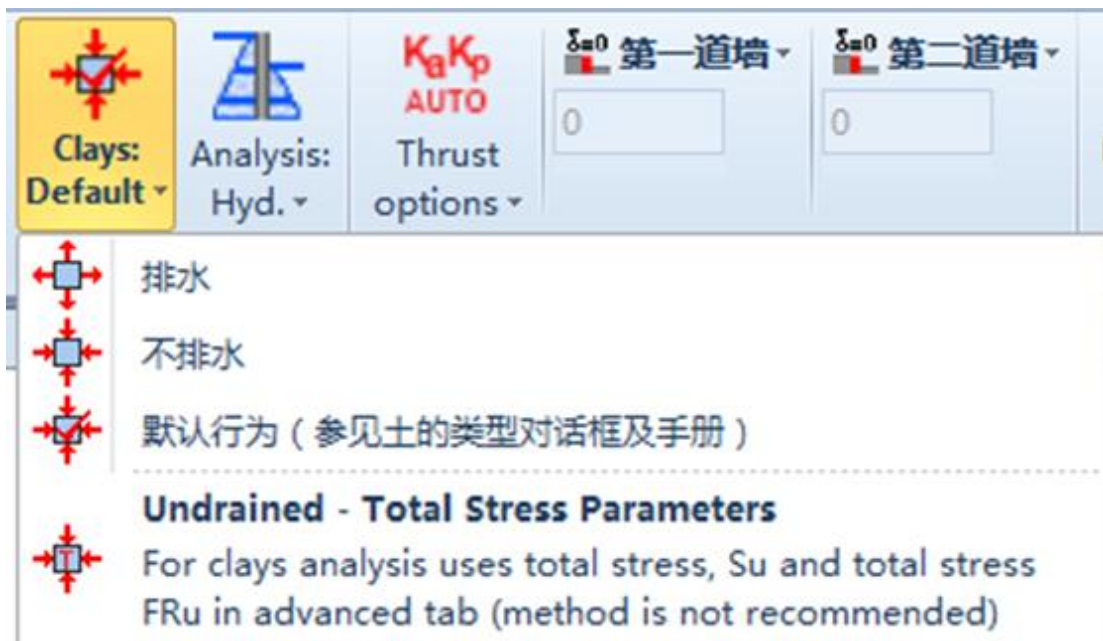 Clays:
Default
Analysis:
Hyd.
KaKp
AUTO
Thrust
options
δ=0 第一道墙
0
δ=0 第二道墙
0
排水
不排水
默认行为（参见土的类型对话框及手册）
Undrained - Total Stress Parameters
T
For clays analysis uses total stress, Su and total stress
FRu in advanced tab (method is not recommended)